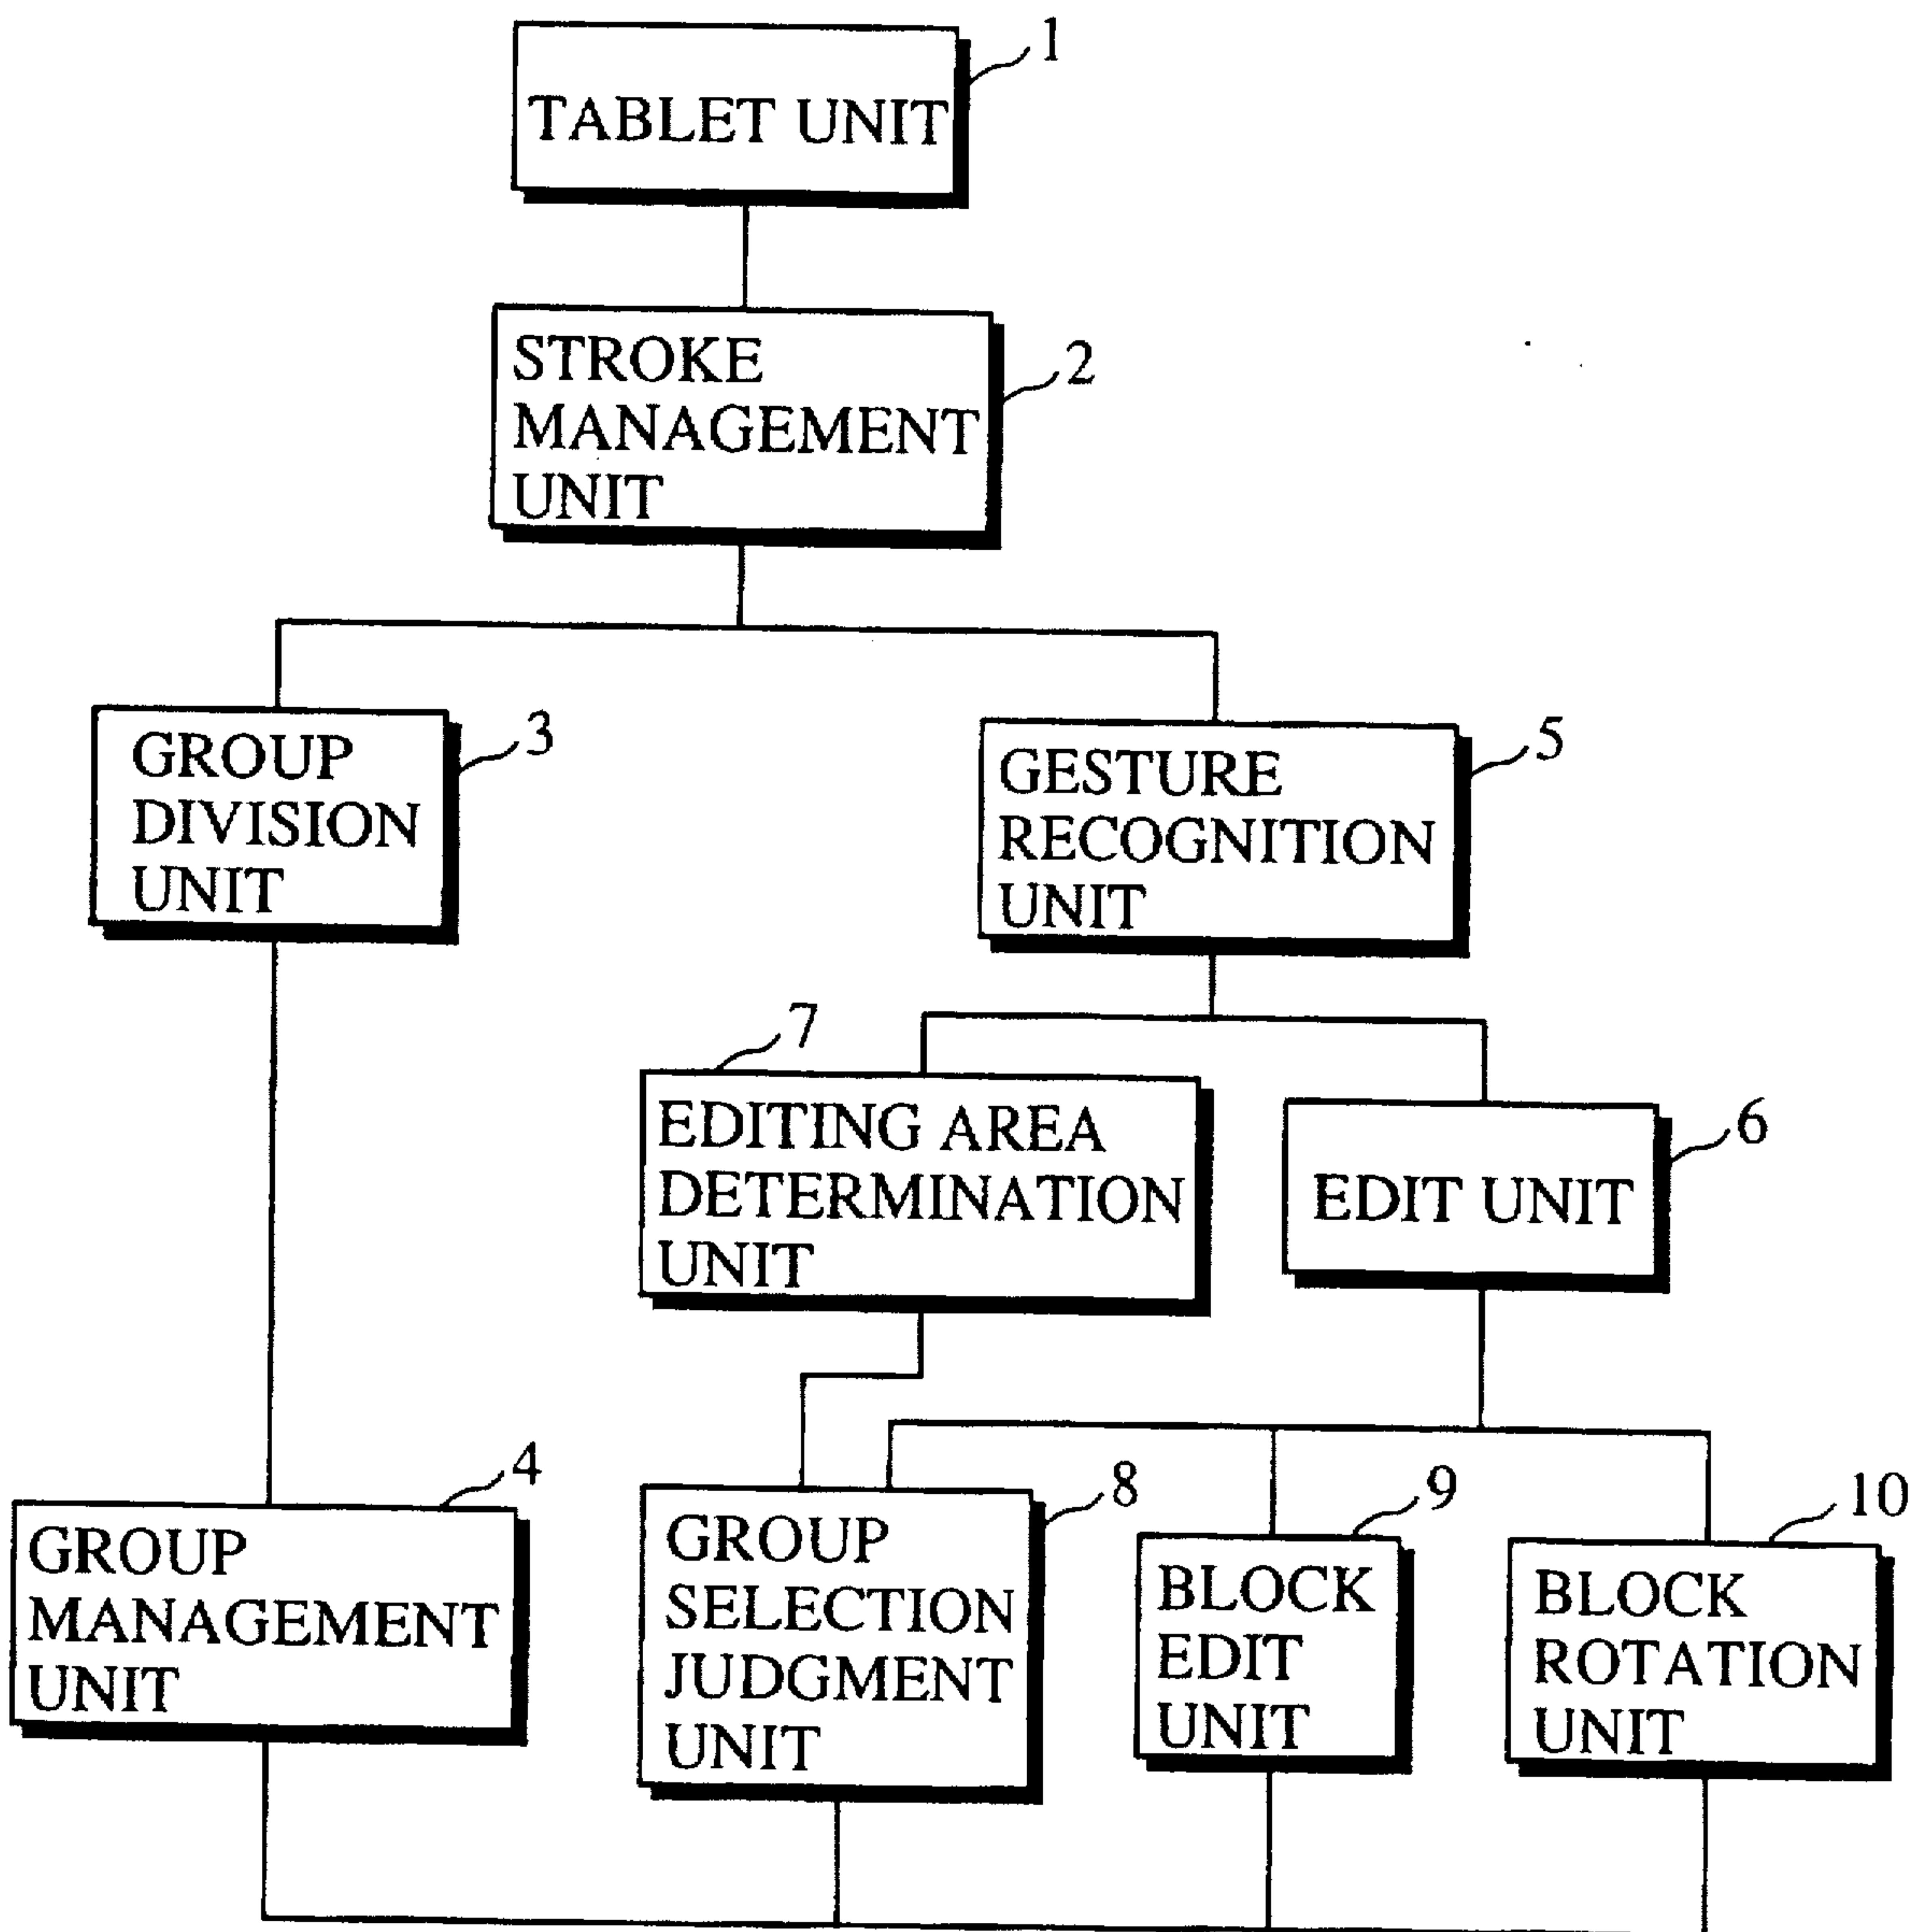 1
TABLET UNIT
2
STROKE
MANAGEMENT
UNIT
3
GROUP
DIVISION
UNIT
5
GESTURE
RECOGNITION
UNIT
7
EDITING AREA
DETERMINATION
UNIT
6
EDIT UNIT
4
GROUP
MANAGEMENT
UNIT
8
GROUP
SELECTION
JUDGMENT
UNIT
9
BLOCK
EDIT
UNIT
10
BLOCK
ROTATION
UNIT